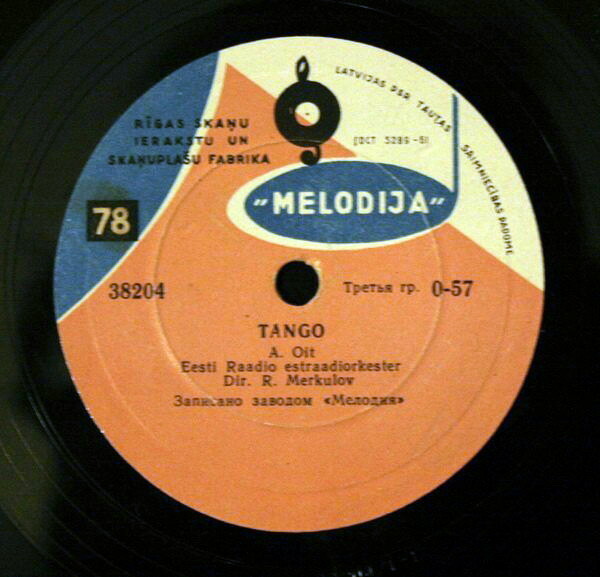 LATVIJAS PSR TAUTAS SAIMNIECĪBAS PADOME
RĪGAS SKAŅU
IERAKSTU UN
SKAŅUPLAŠU FABRIKA
(ГОСТ 5289-61)
"MELODIJA"
78
38204
Третья гр. 0-57
TANGO
A. Oit
Eesti Raadio estraadiorkester
Dir. R. Merkulov
Записано заводом «Мелодия»